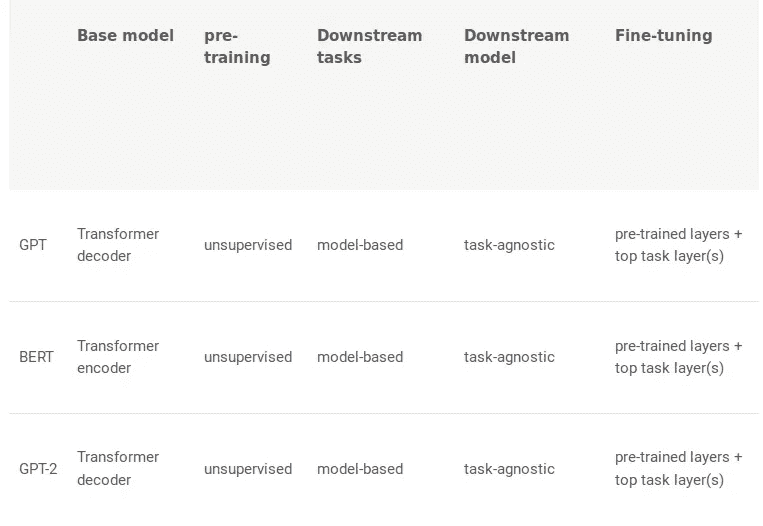 Base model pre- Downstream Downstream Fine-tuning
training tasks model
GPT Transformer decoder unsupervised model-based task-agnostic pre-trained layers + top task layer(s)
BERT Transformer encoder unsupervised model-based task-agnostic pre-trained layers + top task layer(s)
GPT-2 Transformer decoder unsupervised model-based task-agnostic pre-trained layers + top task layer(s)